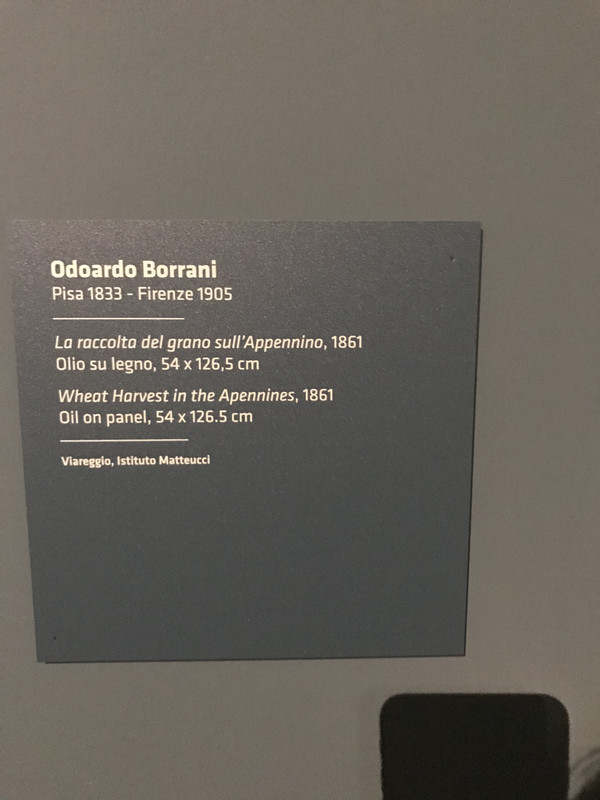 Odoardo Borrani
Pisa 1833 - Firenze 1905
La raccolta del grano sull'Appennino, 1861
Olio su legno, 54 x 126,5 cm
Wheat Harvest in the Apennines, 1861
Oil on panel, 54 x 126.5 cm
Viareggio, Istituto Matteucci